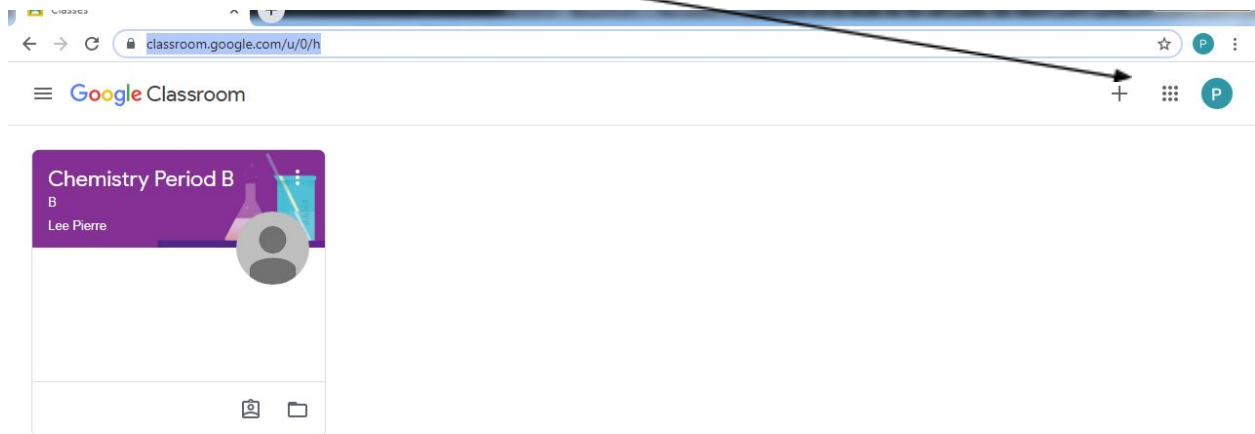 Classes
classroom.google.com/u/0/h
P
Google Classroom
P
Chemistry Period B
B
Lee Pierre